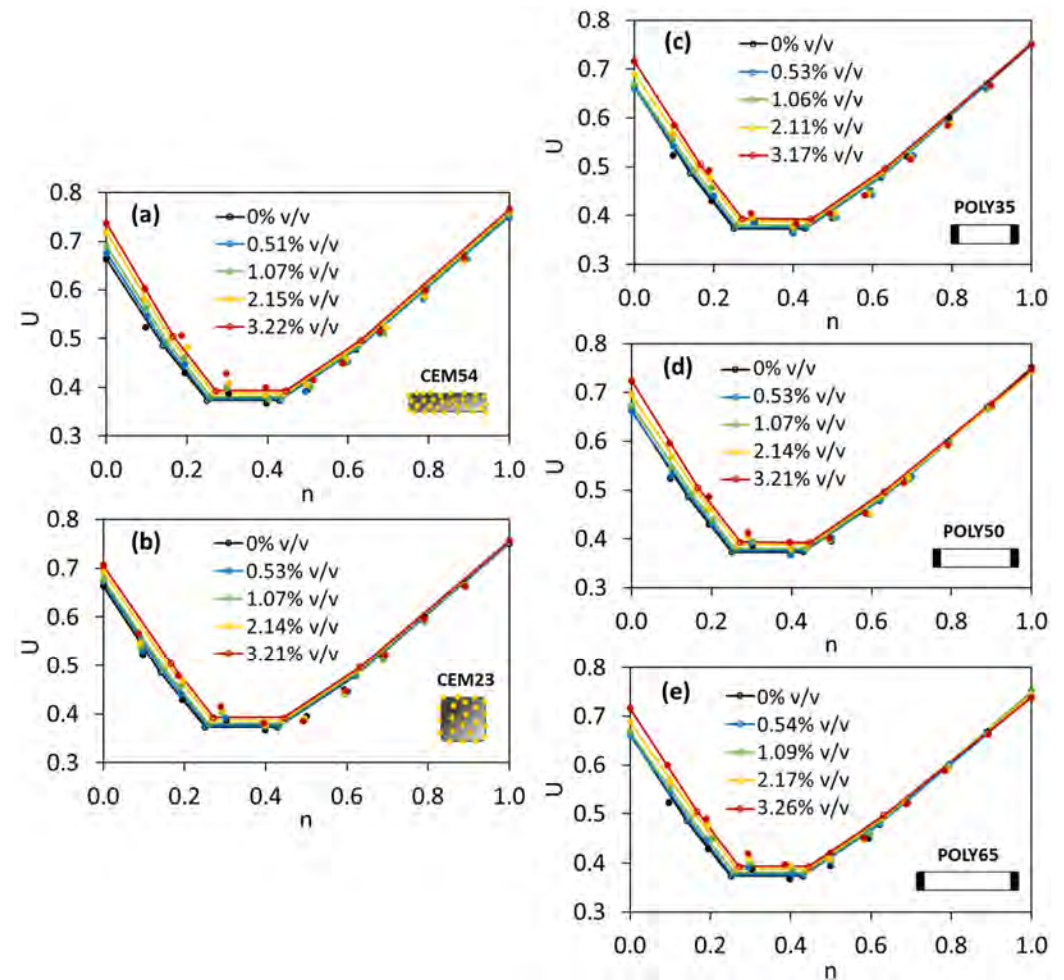 (a)
0% v/v
0.51% v/v
1.07% v/v
2.15% v/v
3.22% v/v
CEM54
0.8
0.7
0.6
0.5
0.4
0.3
U
0.0 0.2 0.4 0.6 0.8 1.0
n
(b)
0% v/v
0.53% v/v
1.07% v/v
2.14% v/v
3.21% v/v
CEM23
0.8
0.7
0.6
0.5
0.4
0.3
U
0.0 0.2 0.4 0.6 0.8 1.0
n
(c)
0% v/v
0.53% v/v
1.06% v/v
2.11% v/v
3.17% v/v
POLY35
0.8
0.7
0.6
0.5
0.4
0.3
U
0.0 0.2 0.4 0.6 0.8 1.0
n
(d)
0% v/v
0.53% v/v
1.07% v/v
2.14% v/v
3.21% v/v
POLY50
0.8
0.7
0.6
0.5
0.4
0.3
U
0.0 0.2 0.4 0.6 0.8 1.0
n
(e)
0% v/v
0.54% v/v
1.09% v/v
2.17% v/v
3.26% v/v
POLY65
0.8
0.7
0.6
0.5
0.4
0.3
U
0.0 0.2 0.4 0.6 0.8 1.0
n